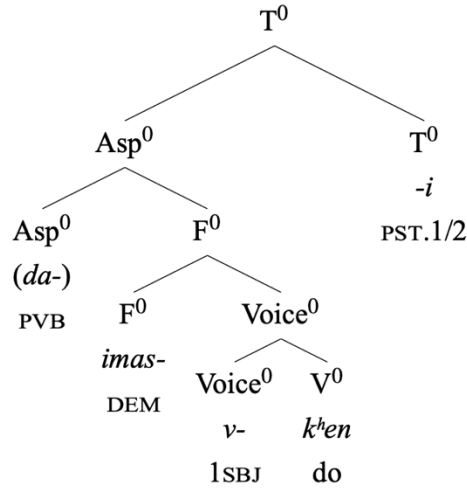 T⁰
Asp⁰ T⁰
-i
Asp⁰ F⁰ PST.1/2
(da-)
PVB F⁰ Voice⁰
imas-
DEM Voice⁰ V⁰
v- kʰen
1SBJ do